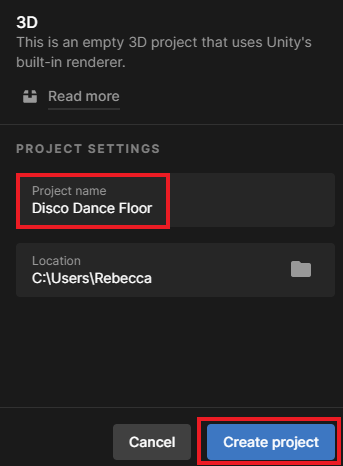 3D
This is an empty 3D project that uses Unity's
built-in renderer.
Read more
PROJECT SETTINGS
Project name
Disco Dance Floor
Location
C:\Users\Rebecca
Cancel
Create project